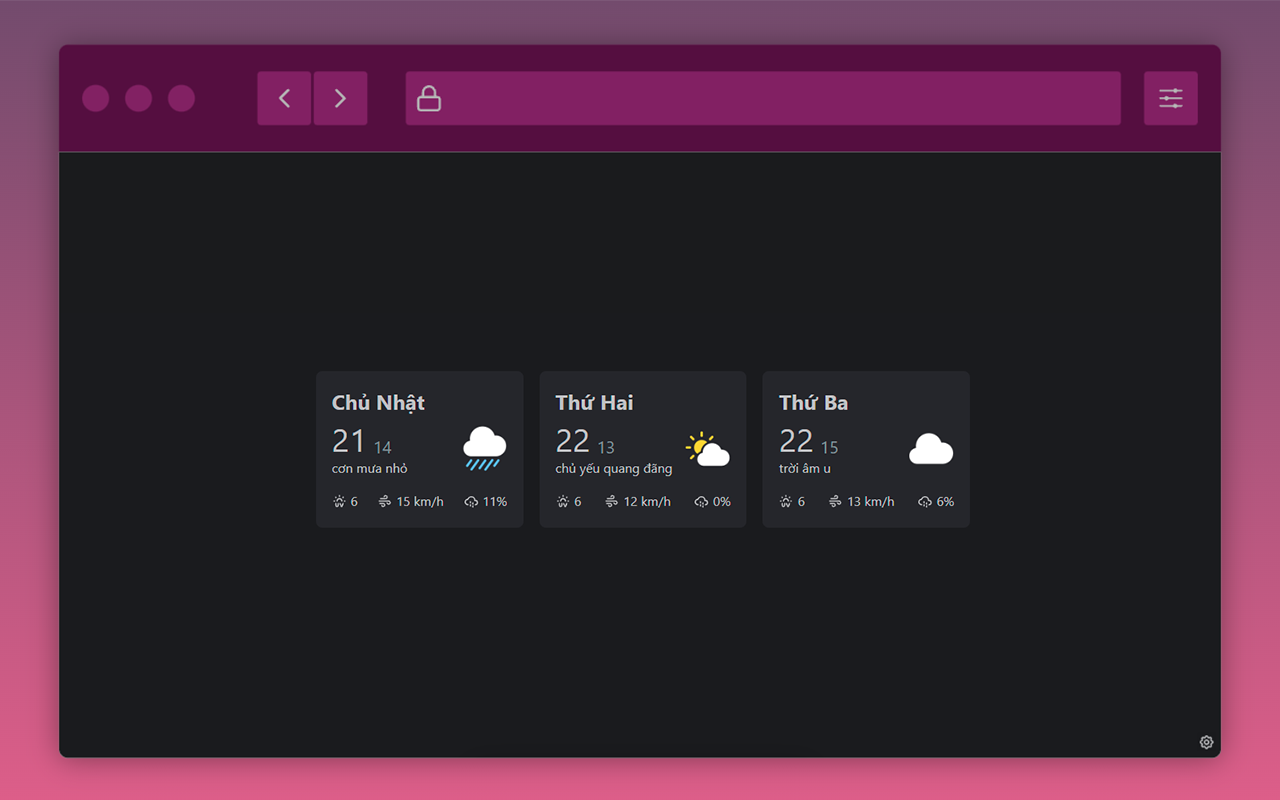 Chủ Nhật
21 14
cơn mưa nhỏ
6 15 km/h 11%
Thứ Hai
22 13
chủ yếu quang đãng
6 12 km/h 0%
Thứ Ba
22 15
trời âm u
6 13 km/h 6%